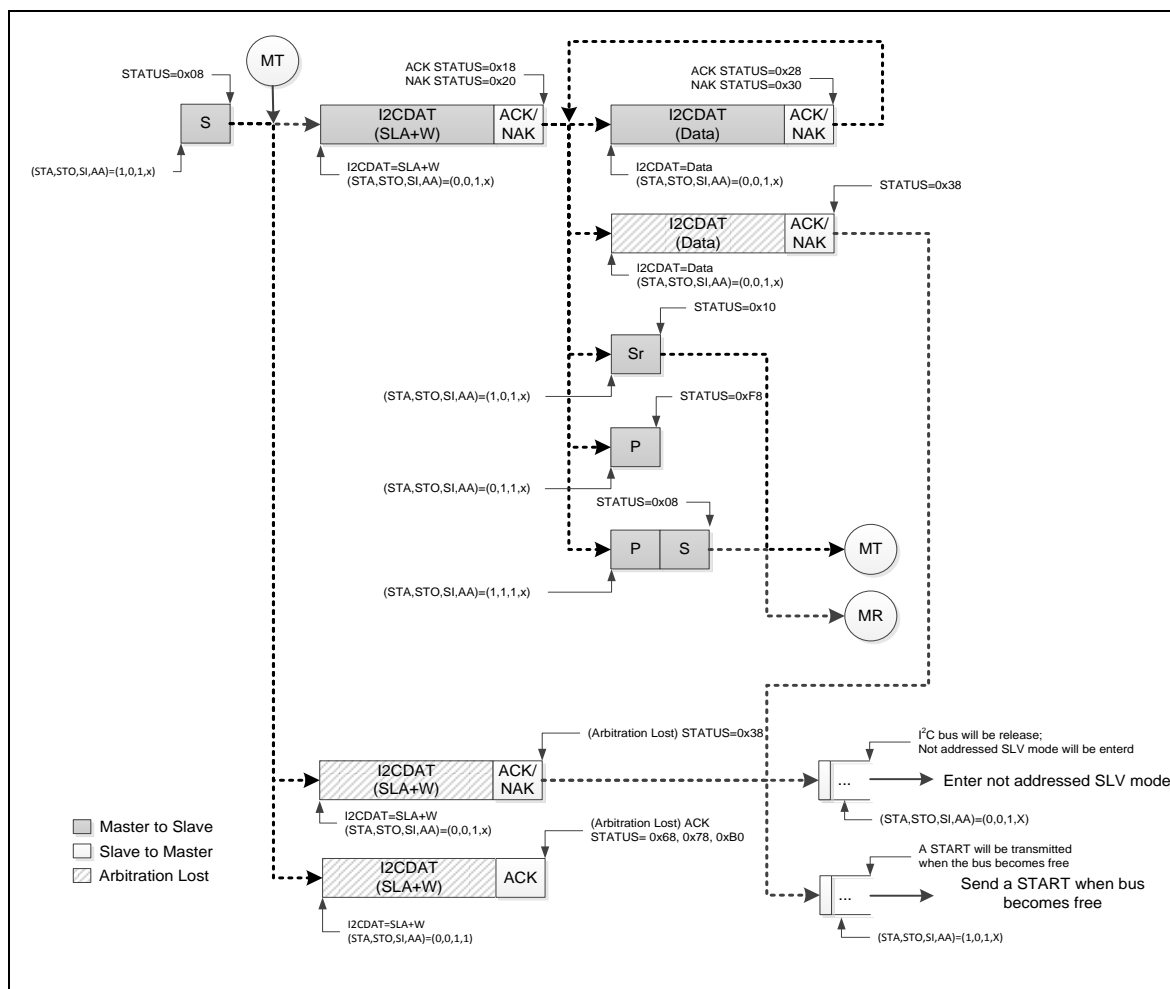 MT
STATUS=0x08
ACK STATUS=0x18
NAK STATUS=0x20
ACK STATUS=0x28
NAK STATUS=0x30
S
I2CDAT
(SLA+W)
ACK/
NAK
I2CDAT
(Data)
ACK/
NAK
(STA,STO,SI,AA)=(1,0,1,x)
I2CDAT=SLA+W
(STA,STO,SI,AA)=(0,0,1,x)
I2CDAT=Data
(STA,STO,SI,AA)=(0,0,1,x)
STATUS=0x38
I2CDAT
(Data)
ACK/
NAK
I2CDAT=Data
(STA,STO,SI,AA)=(0,0,1,x)
STATUS=0x10
Sr
(STA,STO,SI,AA)=(1,0,1,x)
STATUS=0xF8
P
(STA,STO,SI,AA)=(0,1,1,x)
STATUS=0x08
P
S
MT
(STA,STO,SI,AA)=(1,1,1,x)
MR
(Arbitration Lost) STATUS=0x38
I²C bus will be release;
Not addressed SLV mode will be enterd
I2CDAT
(SLA+W)
ACK/
NAK
...
Enter not addressed SLV mode
I2CDAT=SLA+W
(STA,STO,SI,AA)=(0,0,1,x)
(STA,STO,SI,AA)=(0,0,1,X)
Master to Slave
Slave to Master
Arbitration Lost
(Arbitration Lost) ACK
STATUS= 0x68, 0x78, 0xB0
I2CDAT
(SLA+W)
ACK
A START will be transmitted
when the bus becomes free
...
Send a START when bus
becomes free
I2CDAT=SLA+W
(STA,STO,SI,AA)=(0,0,1,1)
(STA,STO,SI,AA)=(1,0,1,X)